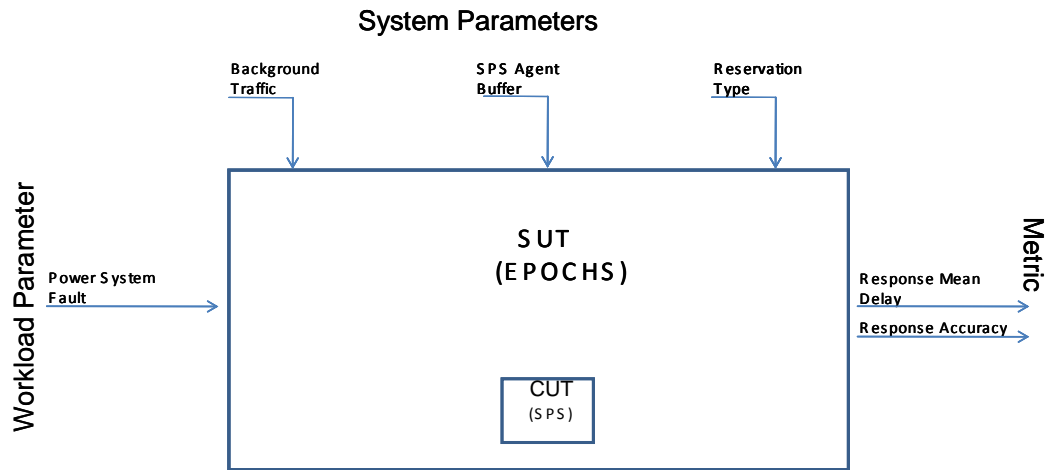 System Parameters
Background
Traffic
SPS Agent
Buffer
Reservation
Type
Workload Parameter
Power System
Fault
SUT
(EPOCHS)
CUT
(SPS)
Response Mean
Delay
Response Accuracy
Metric